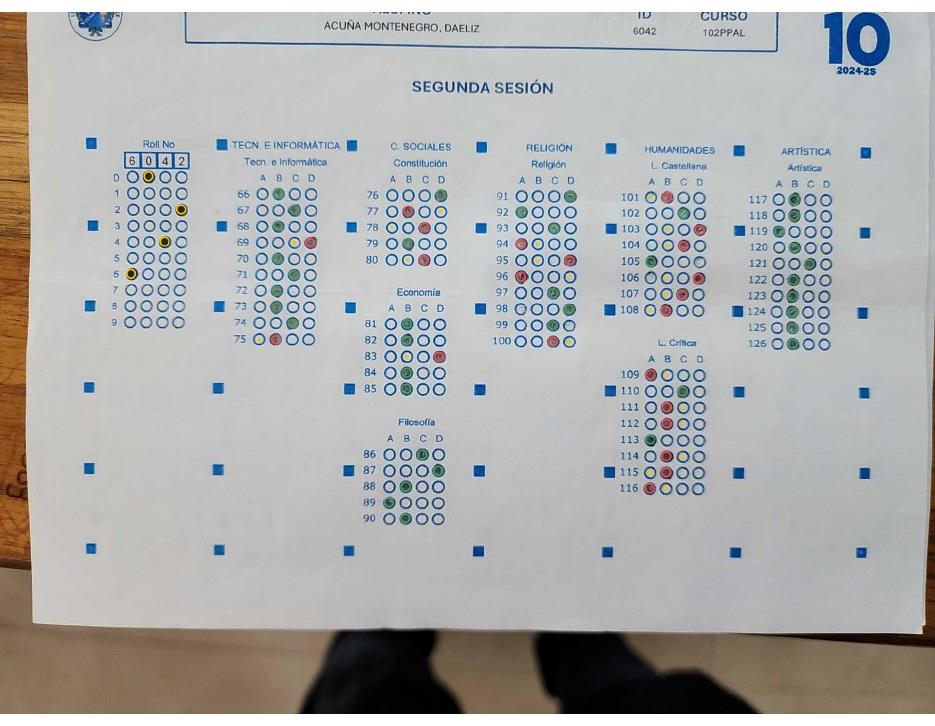 ACUÑA MONTENEGRO, DAELIZ
ID
6042
CURSO
102PPAL
10
2024-2S
SEGUNDA SESIÓN
Roll No
6 0 4 2
0
1
2
3
4
5
6
7
8
9
TECN. E INFORMÁTICA
Tecn. e Informática
A B C D
66
67
68
69
70
71
72
73
74
75
C. SOCIALES
Constitución
A B C D
76
77
78
79
80
Economía
A B C D
81
82
83
84
85
Filosofía
A B C D
86
87
88
89
90
RELIGIÓN
Religión
A B C D
91
92
93
94
95
96
97
98
99
100
HUMANIDADES
L. Castellana
A B C D
101
102
103
104
105
106
107
108
L. Crítica
A B C D
109
110
111
112
113
114
115
116
ARTÍSTICA
Artística
A B C D
117
118
119
120
121
122
123
124
125
126